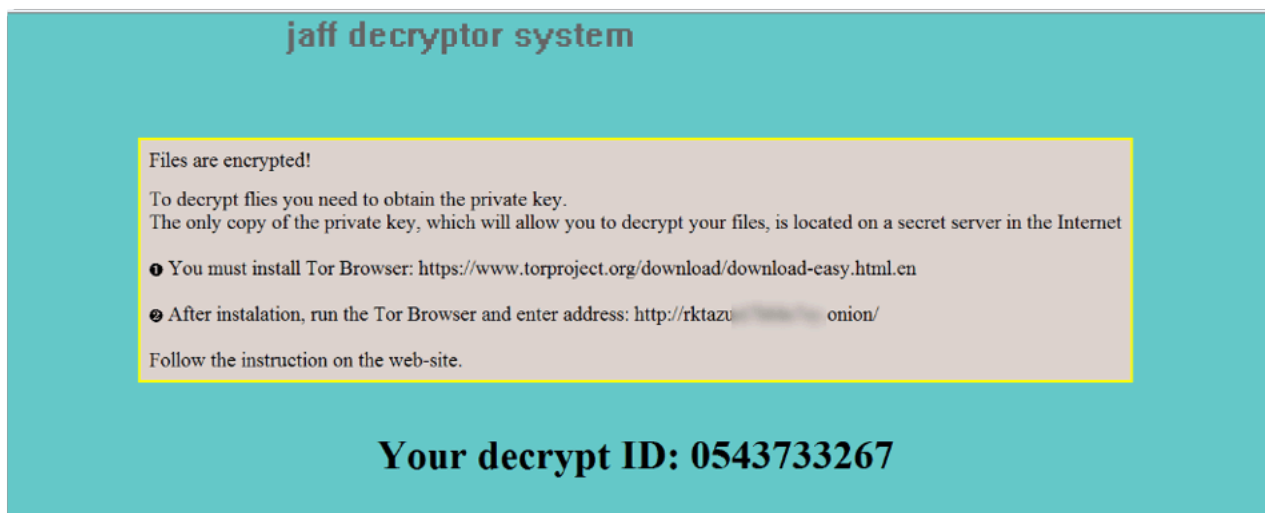 jaff decryptor system
Files are encrypted!
To decrypt flies you need to obtain the private key.
The only copy of the private key, which will allow you to decrypt your files, is located on a secret server in the Internet
❶ You must install Tor Browser: https://www.torproject.org/download/download-easy.html.en
❷ After instalation, run the Tor Browser and enter address: http://rktazu onion/
Follow the instruction on the web-site.
Your decrypt ID: 0543733267